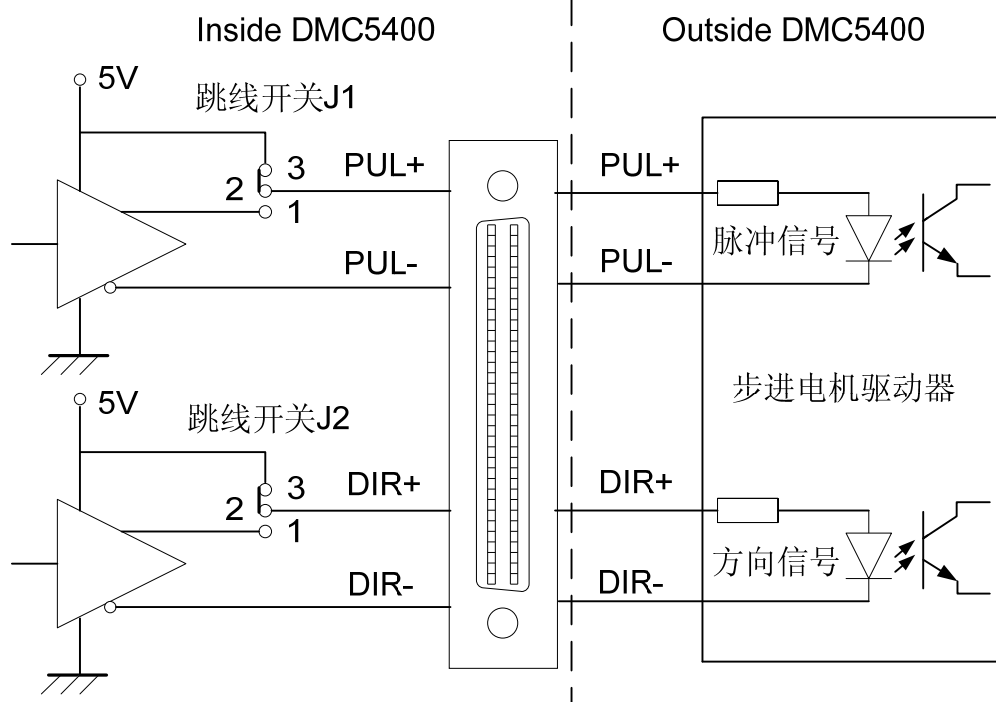 Inside DMC5400
Outside DMC5400
5V
跳线开关J1
3
2
1
PUL+
PUL-
PUL+
脉冲信号
PUL-
步进电机驱动器
5V
跳线开关J2
3
2
1
DIR+
DIR-
DIR+
方向信号
DIR-